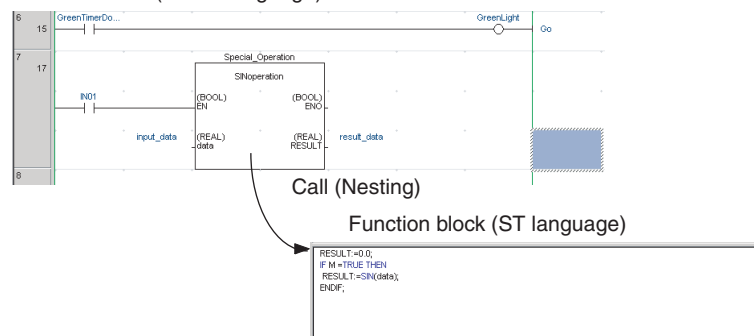 6 GreenTimerDo... GreenLight
15 Go
7 Special_Operation
17 SINoperation
IN01 (BOOL) (BOOL)
EN ENO
input_data (REAL) (REAL) result_data
data RESULT
8
Call (Nesting)
Function block (ST language)
RESULT:=0.0;
IF M =TRUE THEN
RESULT:=SIN(data);
ENDIF;